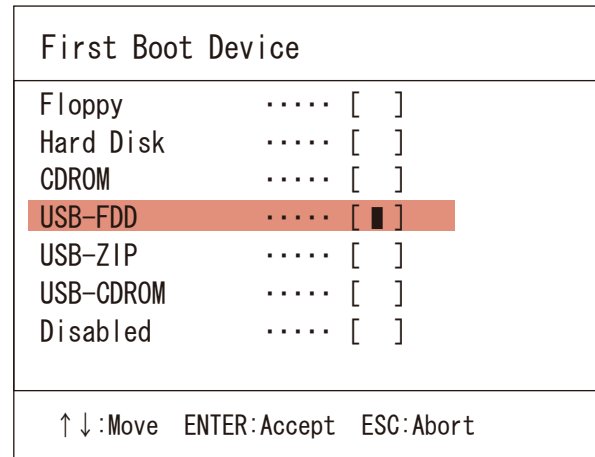 First Boot Device
Floppy ····· [ ]
Hard Disk ····· [ ]
CDROM ····· [ ]
USB-FDD ····· [ ■ ]
USB-ZIP ····· [ ]
USB-CDROM ····· [ ]
Disabled ····· [ ]
↑↓:Move ENTER:Accept ESC:Abort